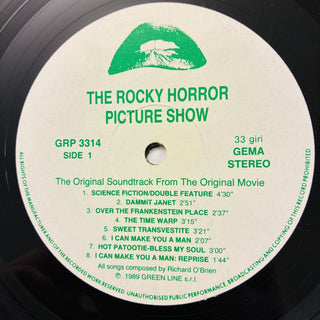 THE ROCKY HORROR
PICTURE SHOW
GRP 3314
SIDE 1
33 giri
GEMA
STEREO
The Original Soundtrack From The Original Movie
1. SCIENCE FICTION/DOUBLE FEATURE 4'30"
2. DAMMIT JANET 2'51"
3. OVER THE FRANKENSTEIN PLACE 2'37"
4. THE TIME WARP 3'15"
5. SWEET TRANSVESTITE 3'21"
6. I CAN MAKE YOU A MAN 2'07"
7. HOT PATOOTIE-BLESS MY SOUL 3'00"
8. I CAN MAKE YOU A MAN: REPRISE 1'44"
All songs composed by Richard O'Brien
℗ 1989 GREEN LINE s.r.l.
ALL RIGHTS OF THE MANUFACTURER AND OF THE OWNER OF THE RECORDED WORK RESERVED. UNAUTHORISED PUBLIC PERFORMANCE, BROADCASTING AND COPYING OF THIS RECORD PROHIBITED